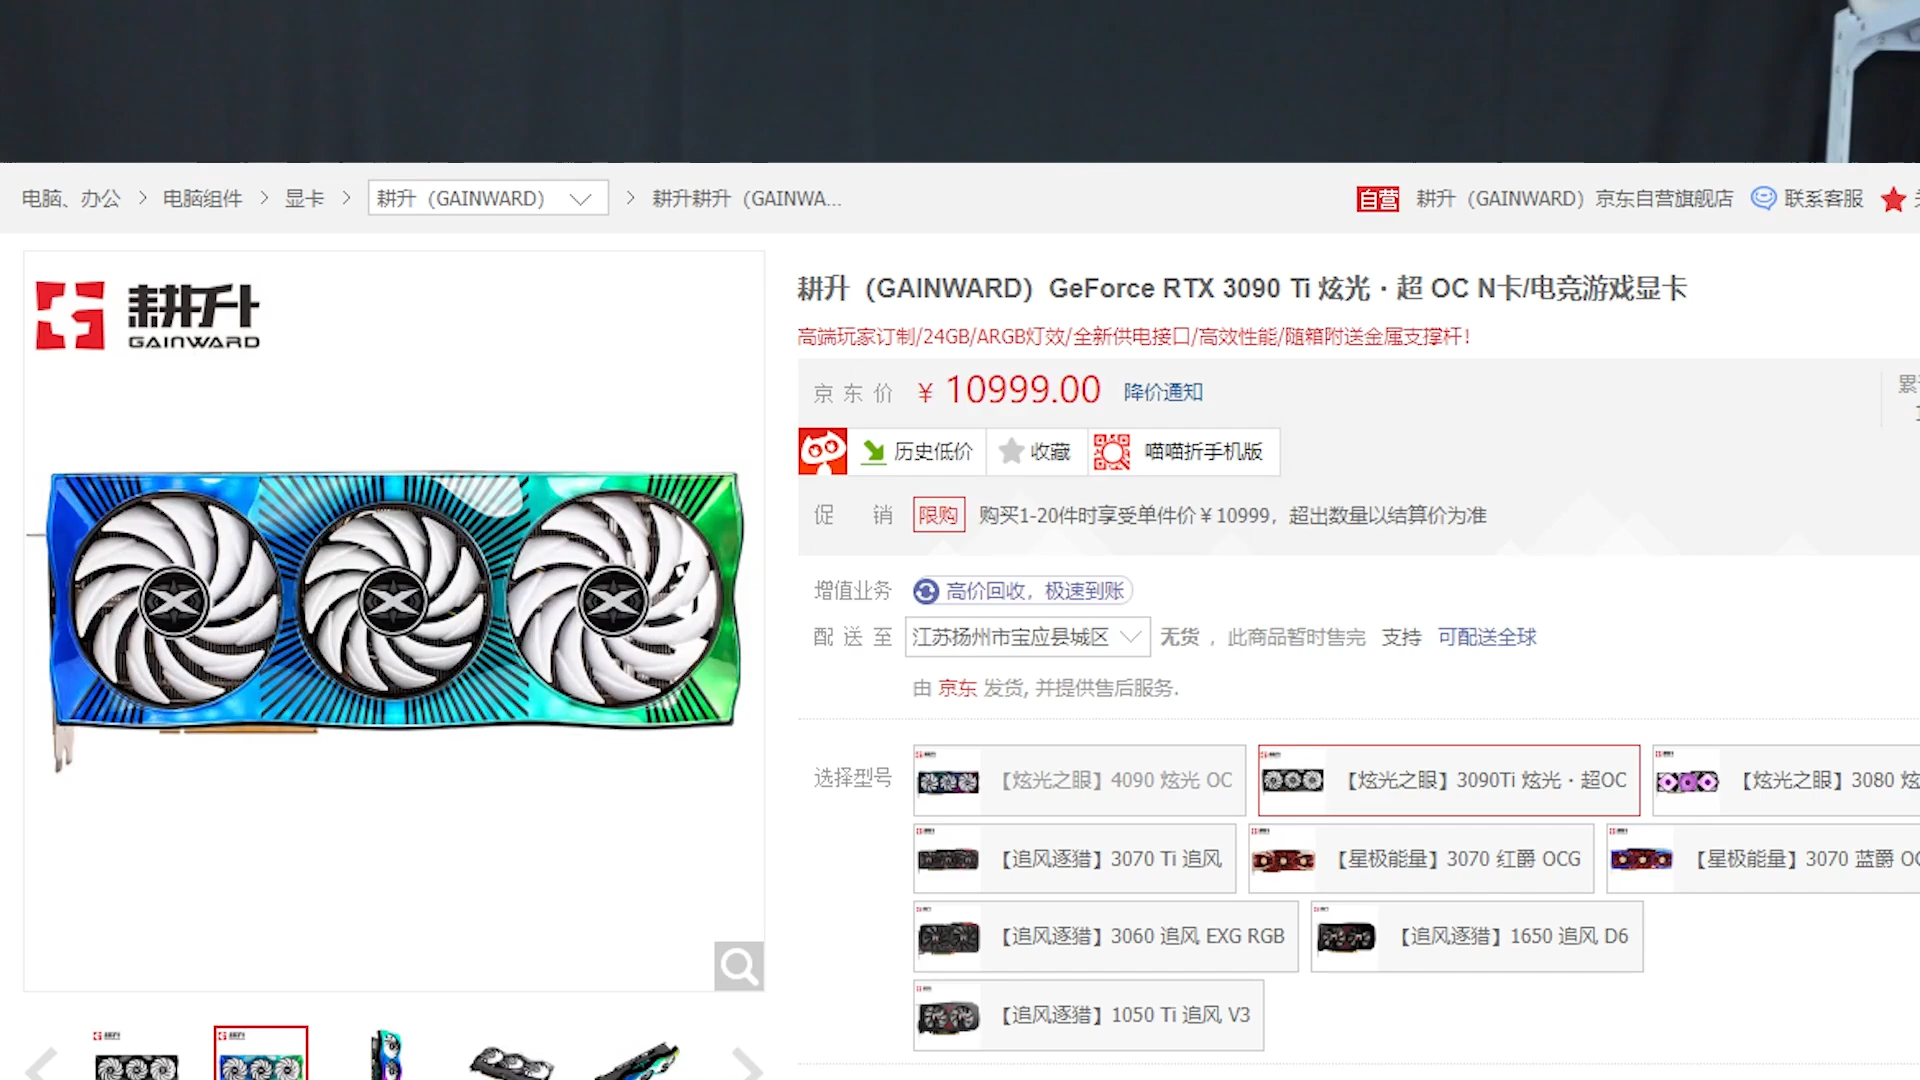 电脑、办公 > 电脑组件 > 显卡 > 耕升（GAINWARD） > 耕升耕升（GAINWA...
自营 耕升（GAINWARD）京东自营旗舰店 联系客服
耕升
GAINWARD
耕升（GAINWARD）GeForce RTX 3090 Ti 炫光·超 OC N卡/电竞游戏显卡
高端玩家订制/24GB/ARGB灯效/全新供电接口/高效性能/随箱附送金属支撑杆！
京东价 ￥ 10999.00 降价通知
历史低价 收藏 喵喵折手机版
促销 限购 购买1-20件时享受单件价￥10999，超出数量以结算价为准
增值业务 高价回收，极速到账
配送至 江苏扬州市宝应县城区 无货 ，此商品暂时售完 支持 可配送全球
由 京东 发货, 并提供售后服务.
选择型号 【炫光之眼】4090 炫光 OC 【炫光之眼】3090Ti 炫光·超OC 【炫光之眼】3080 炫
【追风逐猎】3070 Ti 追风 【星极能量】3070 红爵 OCG 【星极能量】3070 蓝爵 OC
【追风逐猎】3060 追风 EXG RGB 【追风逐猎】1650 追风 D6
【追风逐猎】1050 Ti 追风 V3